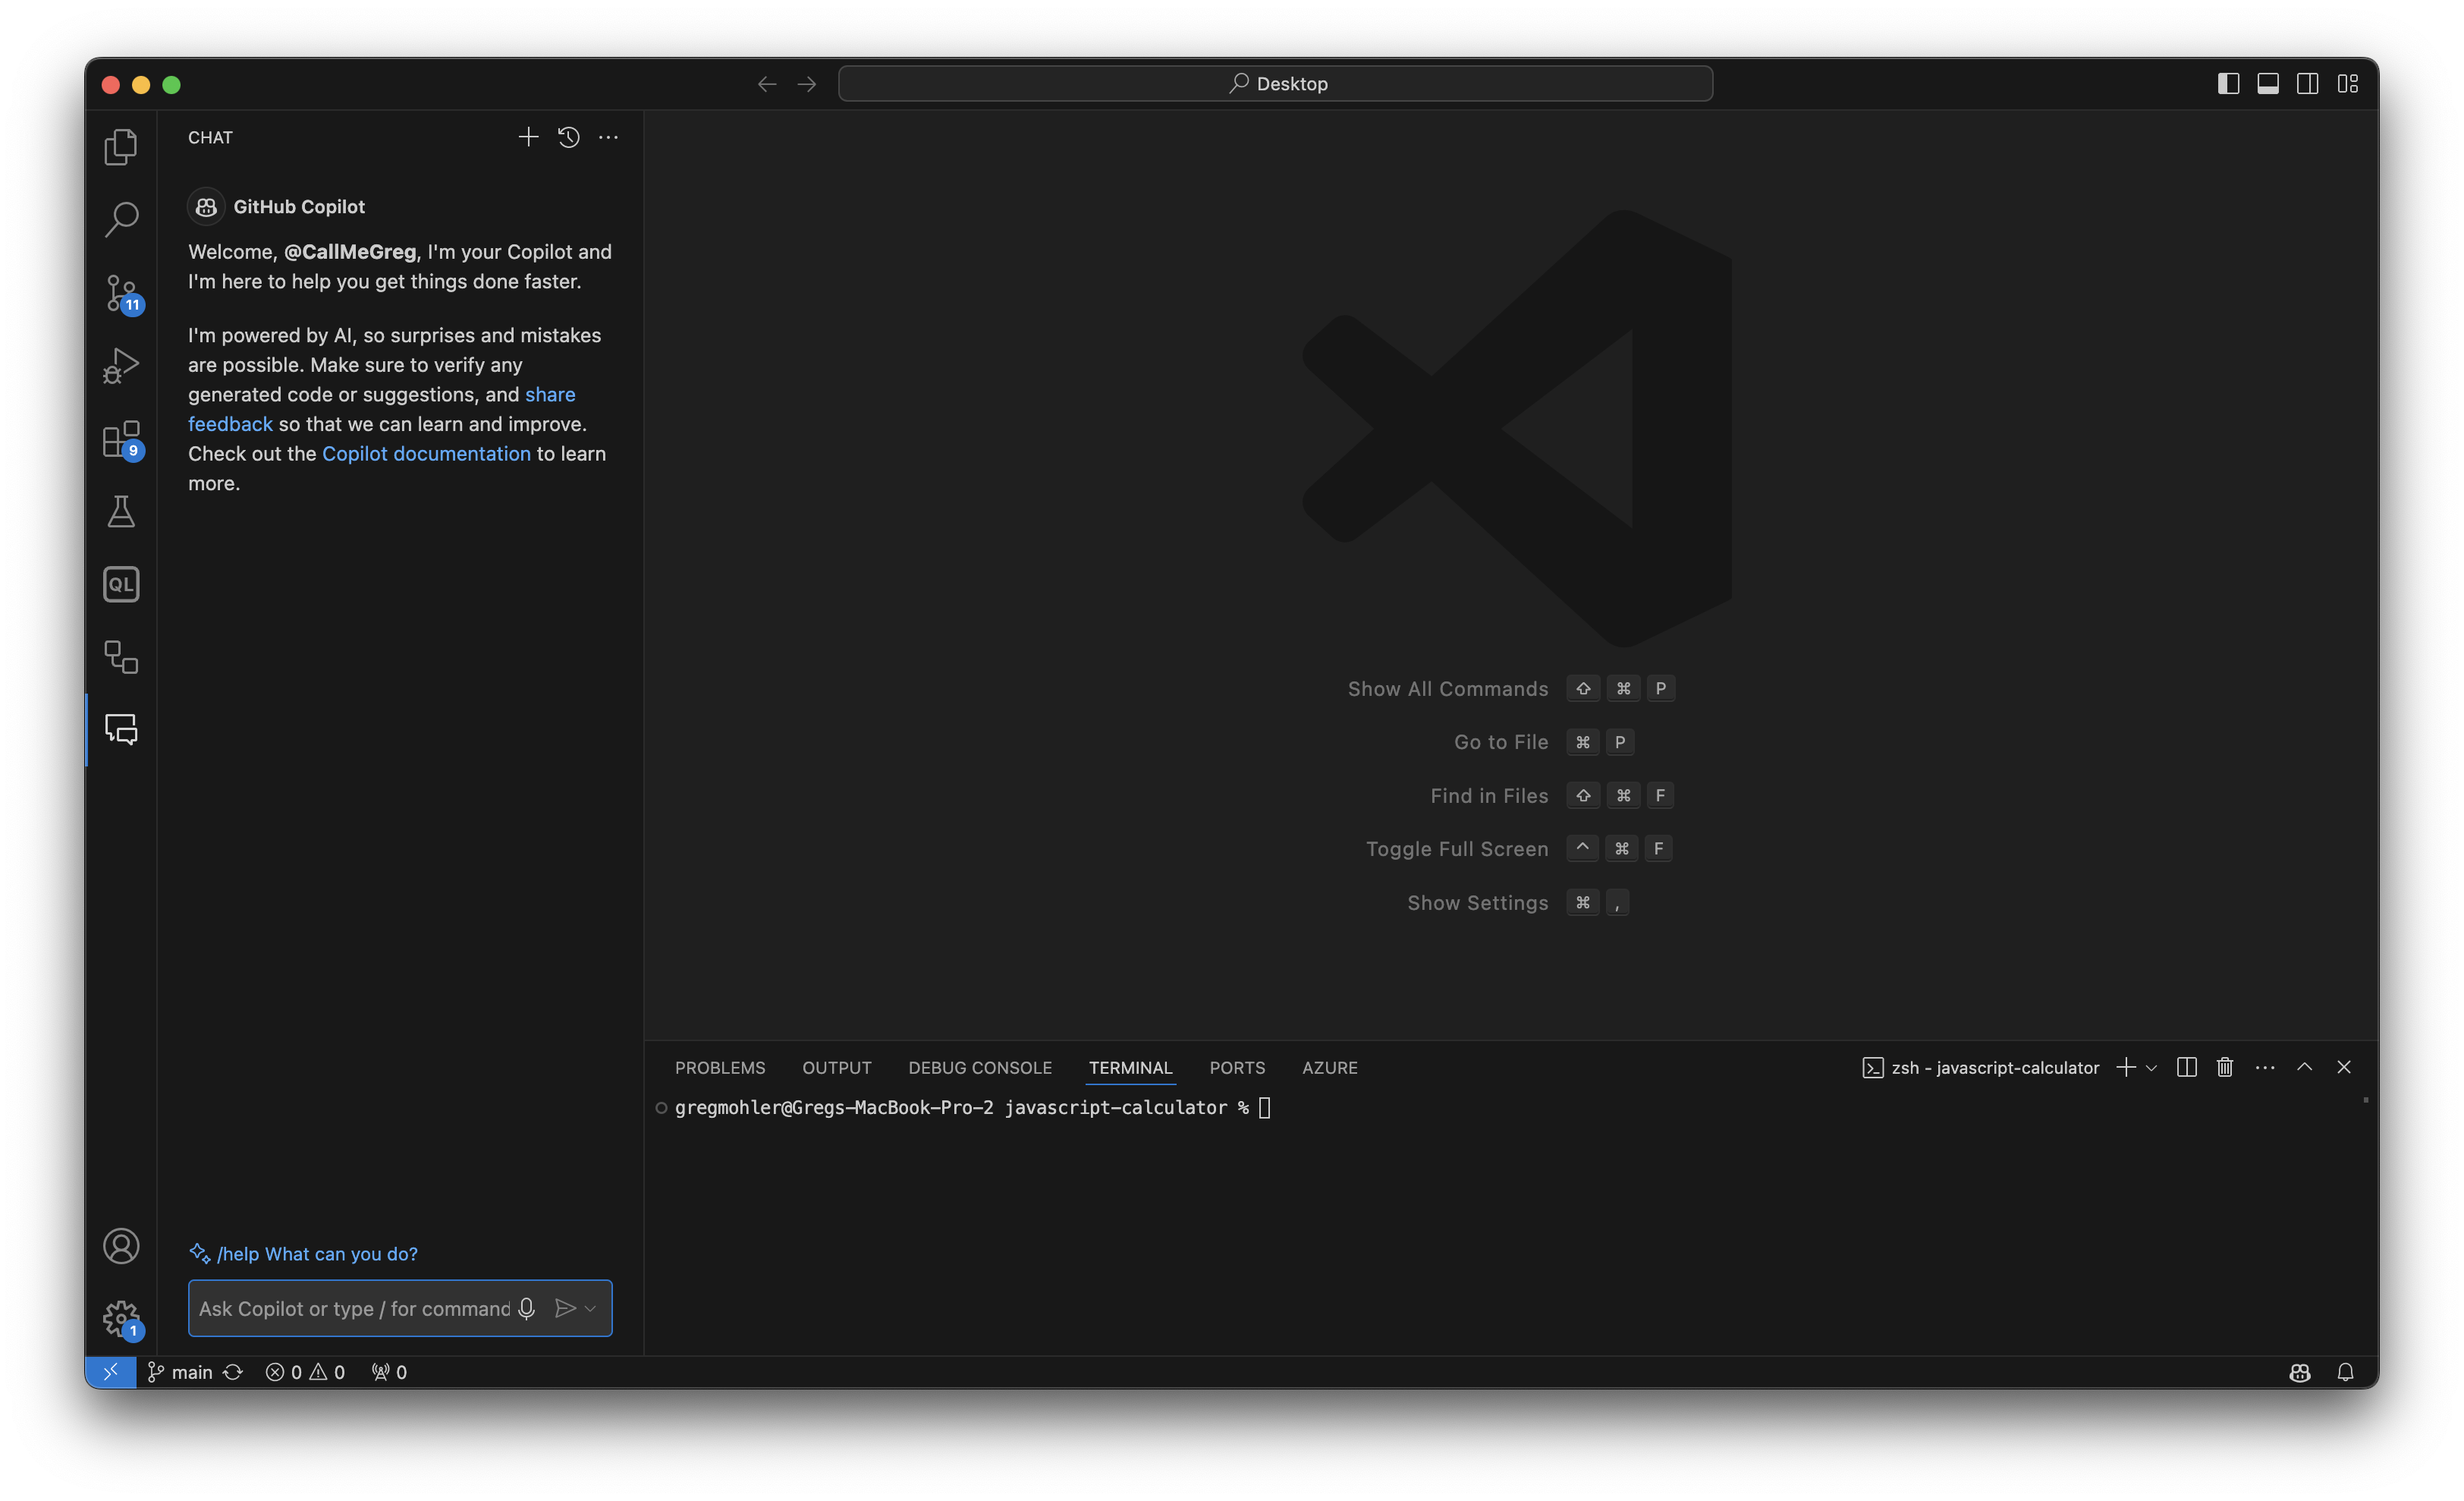 Desktop
CHAT
GitHub Copilot
Welcome, @CallMeGreg, I'm your Copilot and
I'm here to help you get things done faster.
I'm powered by AI, so surprises and mistakes
are possible. Make sure to verify any
generated code or suggestions, and share
feedback so that we can learn and improve.
Check out the Copilot documentation to learn
more.
11
9
QL
Show All Commands ⇧ ⌘ P
Go to File ⌘ P
Find in Files ⇧ ⌘ F
Toggle Full Screen ^ ⌘ F
Show Settings ⌘ ,
PROBLEMS OUTPUT DEBUG CONSOLE TERMINAL PORTS AZURE zsh - javascript-calculator
gregmohler@Gregs-MacBook-Pro-2 javascript-calculator %
/help What can you do?
Ask Copilot or type / for command
1
main 0 0 0